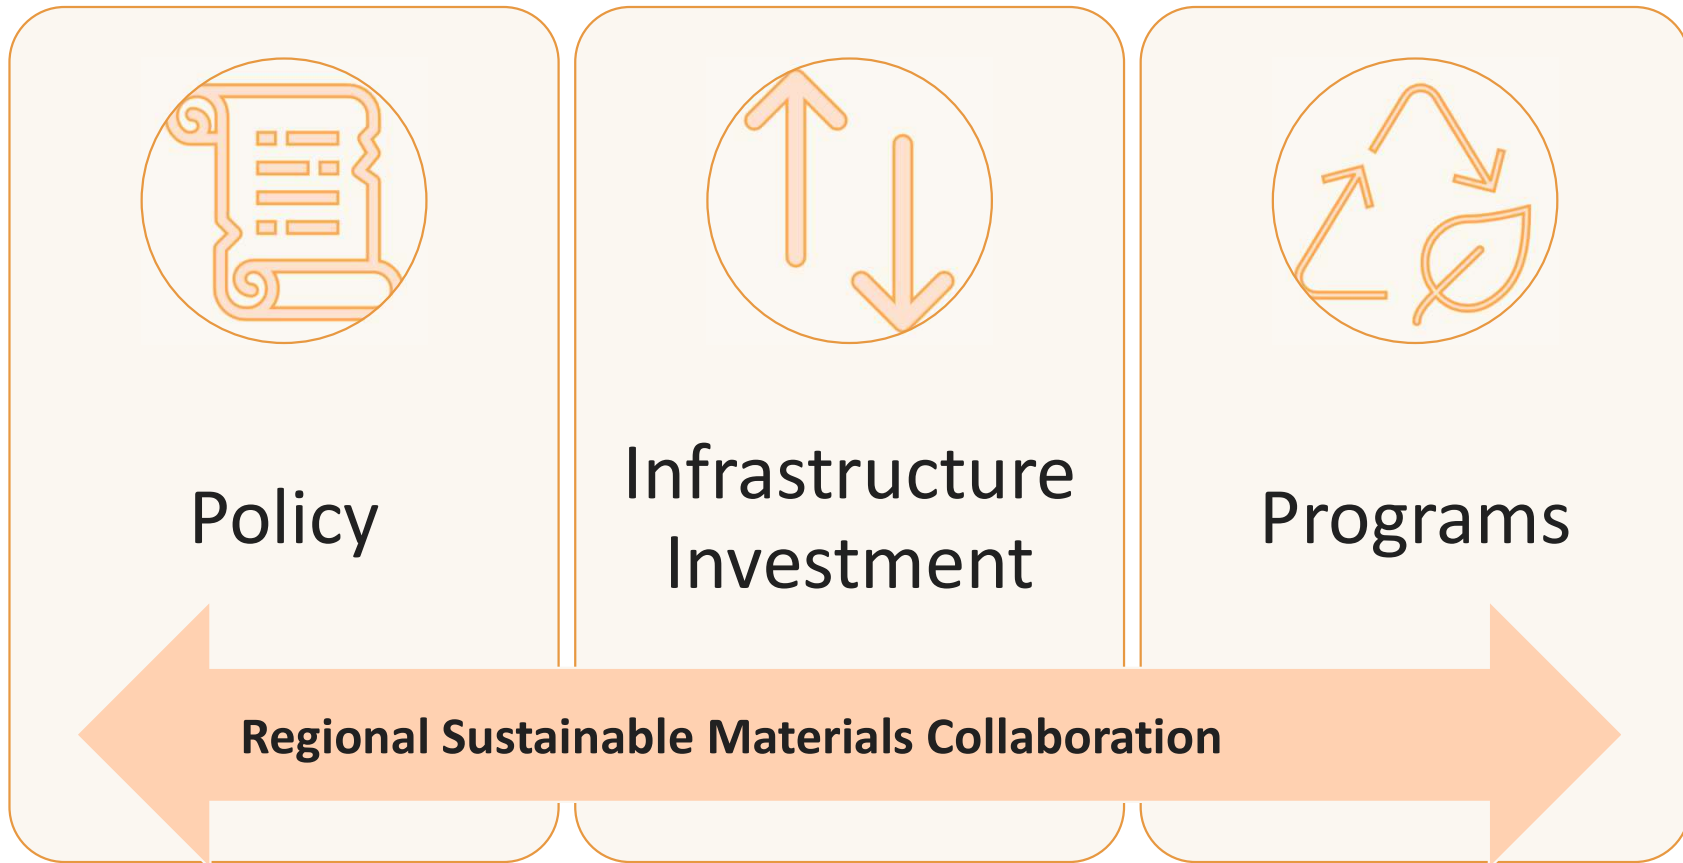 Policy
Infrastructure
Investment
Programs
Regional Sustainable Materials Collaboration